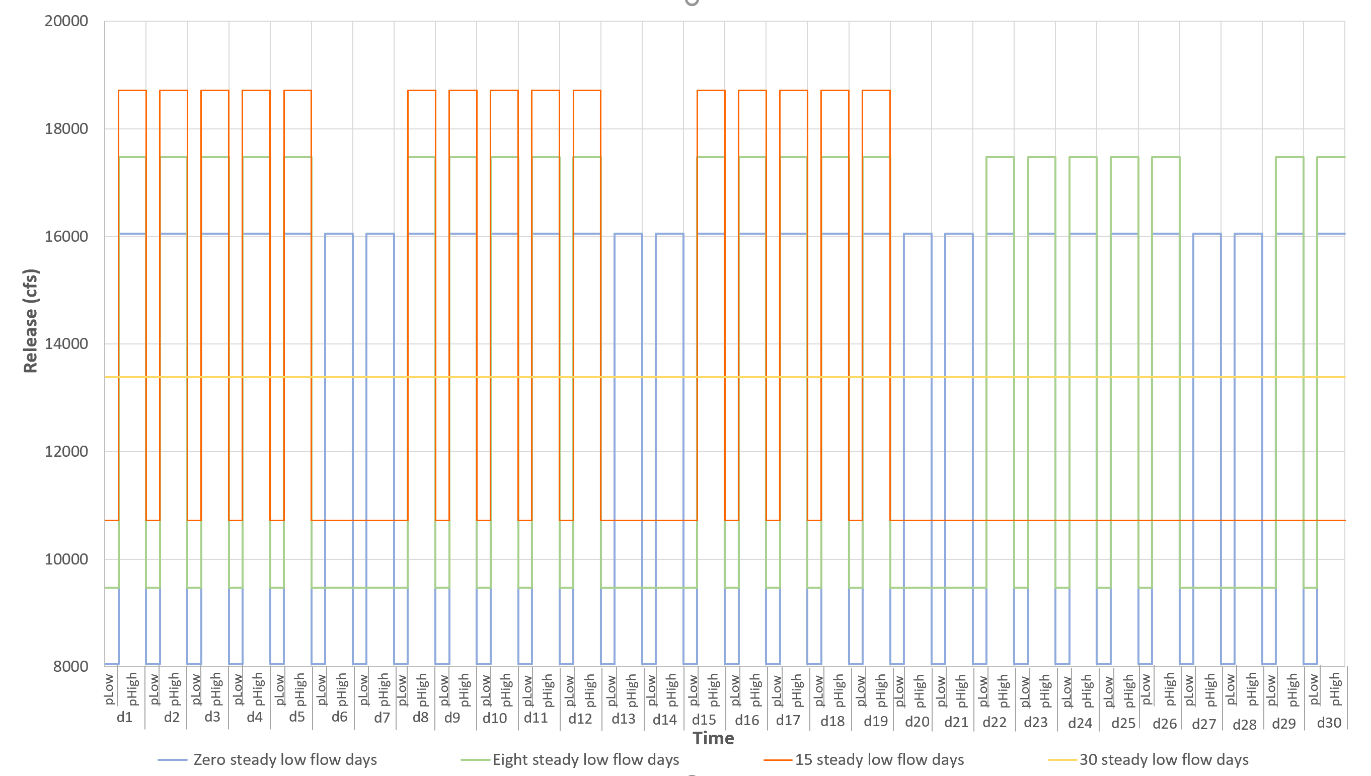 20000
18000
16000
14000
12000
10000
8000
Release (cfs)
pLow pHigh pLow pHigh pLow pHigh pLow pHigh pLow pHigh pLow pHigh pLow pHigh pLow pHigh pLow pHigh pLow pHigh pLow pHigh pLow pHigh pLow pHigh pLow pHigh pLow pHigh pLow pHigh pLow pHigh pLow pHigh pLow pHigh pLow pHigh pLow pHigh pLow pHigh pLow pHigh pLow pHigh pLow pHigh pLow pHigh pLow pHigh pLow pHigh pLow pHigh pLow pHigh
d1 d2 d3 d4 d5 d6 d7 d8 d9 d10 d11 d12 d13 d14 d15 d16 d17 d18 d19 d20 d21 d22 d23 d24 d25 d26 d27 d28 d29 d30
Time
Zero steady low flow days Eight steady low flow days 15 steady low flow days 30 steady low flow days